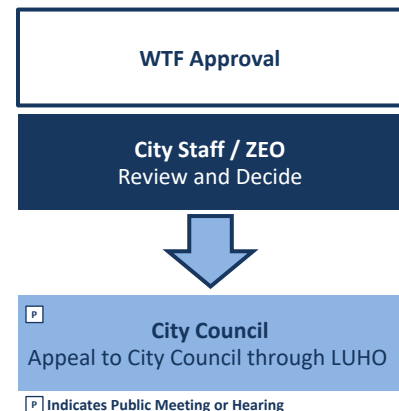 WTF Approval
City Staff / ZEO
Review and Decide
P
City Council
Appeal to City Council through LUHO
P Indicates Public Meeting or Hearing